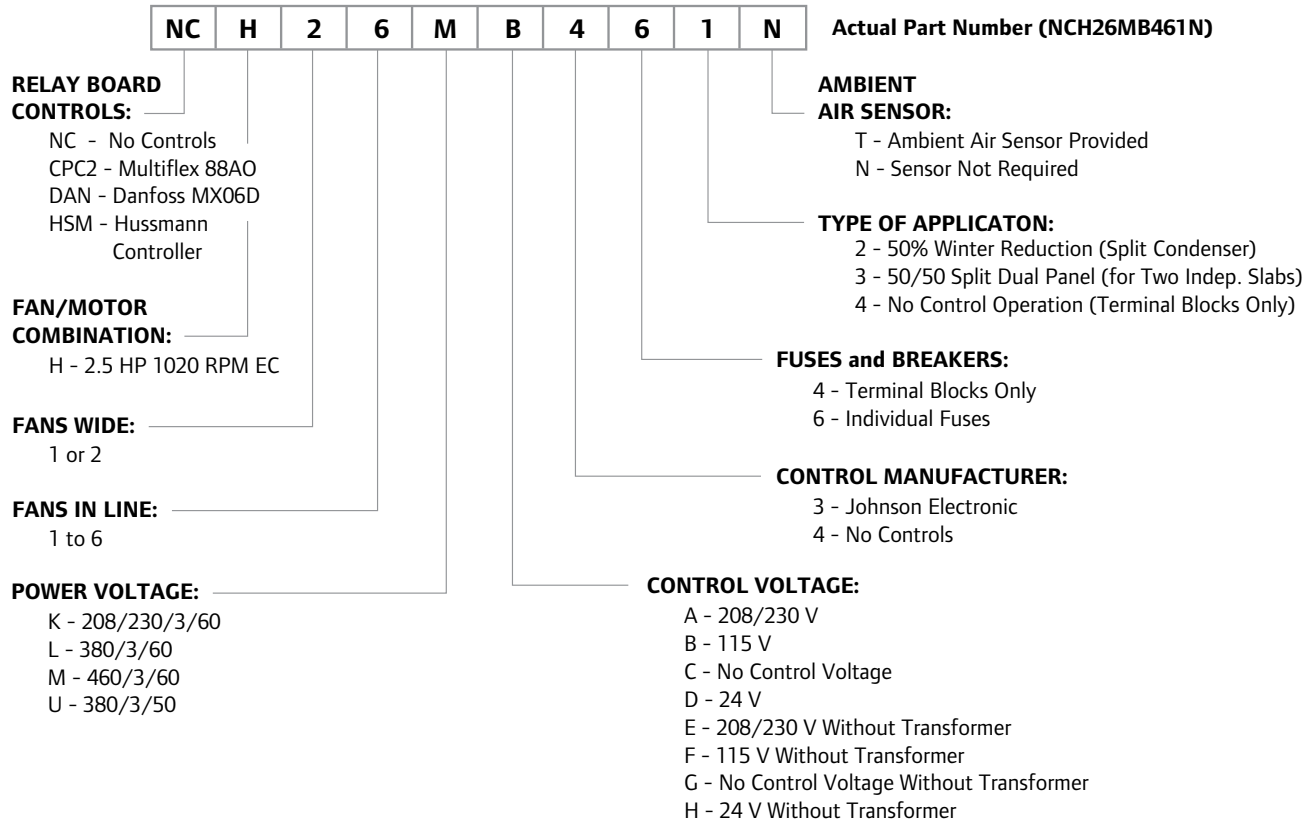 NC H 2 6 M B 4 6 1 N Actual Part Number (NCH26MB461N)
RELAY BOARD
CONTROLS:
NC - No Controls
CPC2 - Multiflex 88AO
DAN - Danfoss MX06D
HSM - Hussmann
Controller
FAN/MOTOR
COMBINATION:
H - 2.5 HP 1020 RPM EC
FANS WIDE:
1 or 2
FANS IN LINE:
1 to 6
POWER VOLTAGE:
K - 208/230/3/60
L - 380/3/60
M - 460/3/60
U - 380/3/50
AMBIENT
AIR SENSOR:
T - Ambient Air Sensor Provided
N - Sensor Not Required
TYPE OF APPLICATON:
2 - 50% Winter Reduction (Split Condenser)
3 - 50/50 Split Dual Panel (for Two Indep. Slabs)
4 - No Control Operation (Terminal Blocks Only)
FUSES and BREAKERS:
4 - Terminal Blocks Only
6 - Individual Fuses
CONTROL MANUFACTURER:
3 - Johnson Electronic
4 - No Controls
CONTROL VOLTAGE:
A - 208/230 V
B - 115 V
C - No Control Voltage
D - 24 V
E - 208/230 V Without Transformer
F - 115 V Without Transformer
G - No Control Voltage Without Transformer
H - 24 V Without Transformer